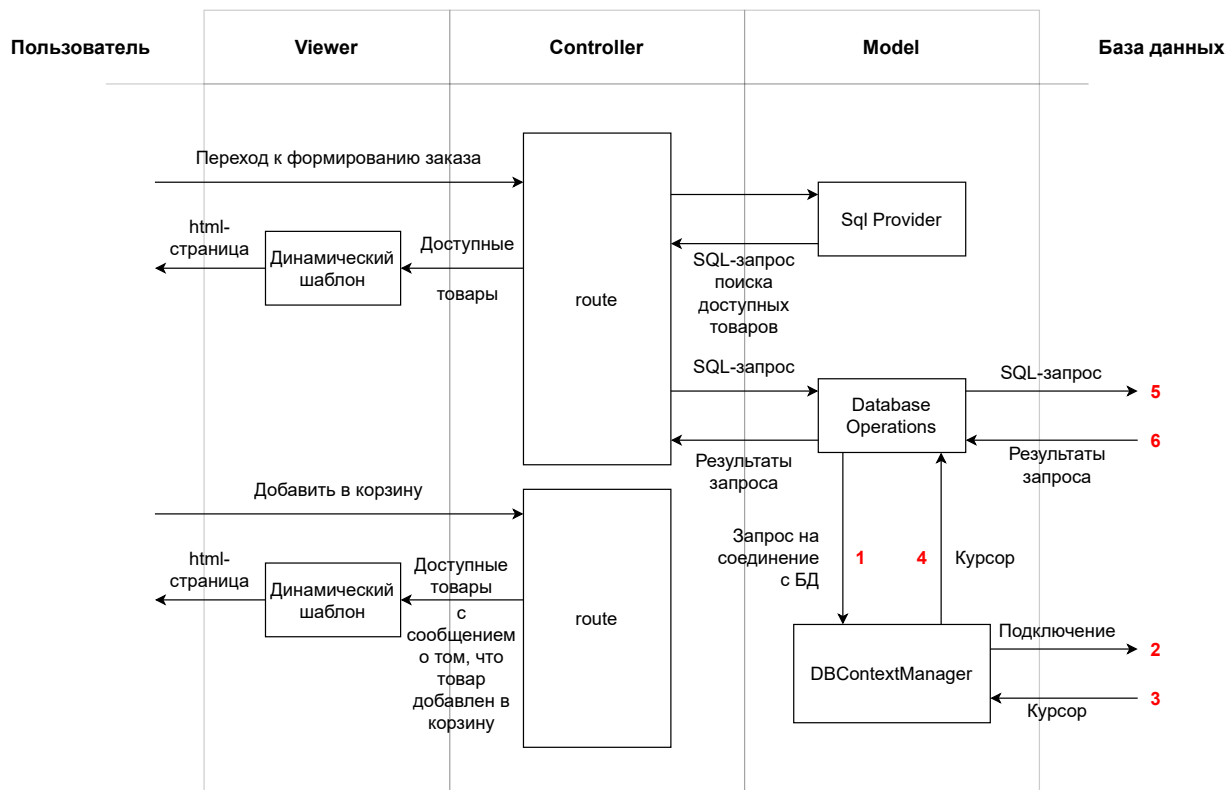 Пользователь
Viewer
Controller
Model
База данных
Переход к формированию заказа
html-
страница
Динамический
шаблон
Доступные
товары
route
Sql Provider
SQL-запрос
поиска
доступных
товаров
SQL-запрос
Database
Operations
SQL-запрос
5
6
Результаты
запроса
Результаты
запроса
Добавить в корзину
html-
страница
Динамический
шаблон
Доступные
товары
с
сообщением
о том, что
товар
добавлен в
корзину
route
Запрос на
соединение
с БД
1
4
Курсор
DBContextManager
Подключение
2
3
Курсор